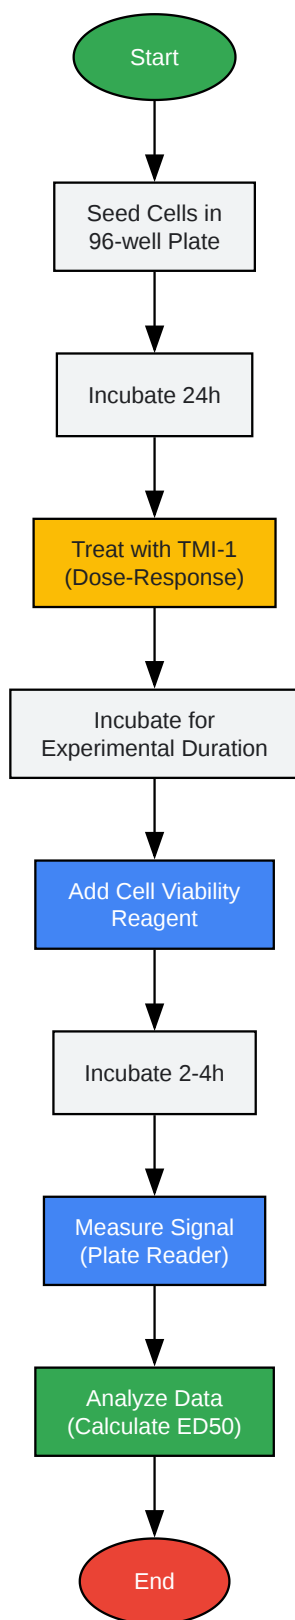 Start
Seed Cells in
96-well Plate
Incubate 24h
Treat with TMI-1
(Dose-Response)
Incubate for
Experimental Duration
Add Cell Viability
Reagent
Incubate 2-4h
Measure Signal
(Plate Reader)
Analyze Data
(Calculate ED50)
End